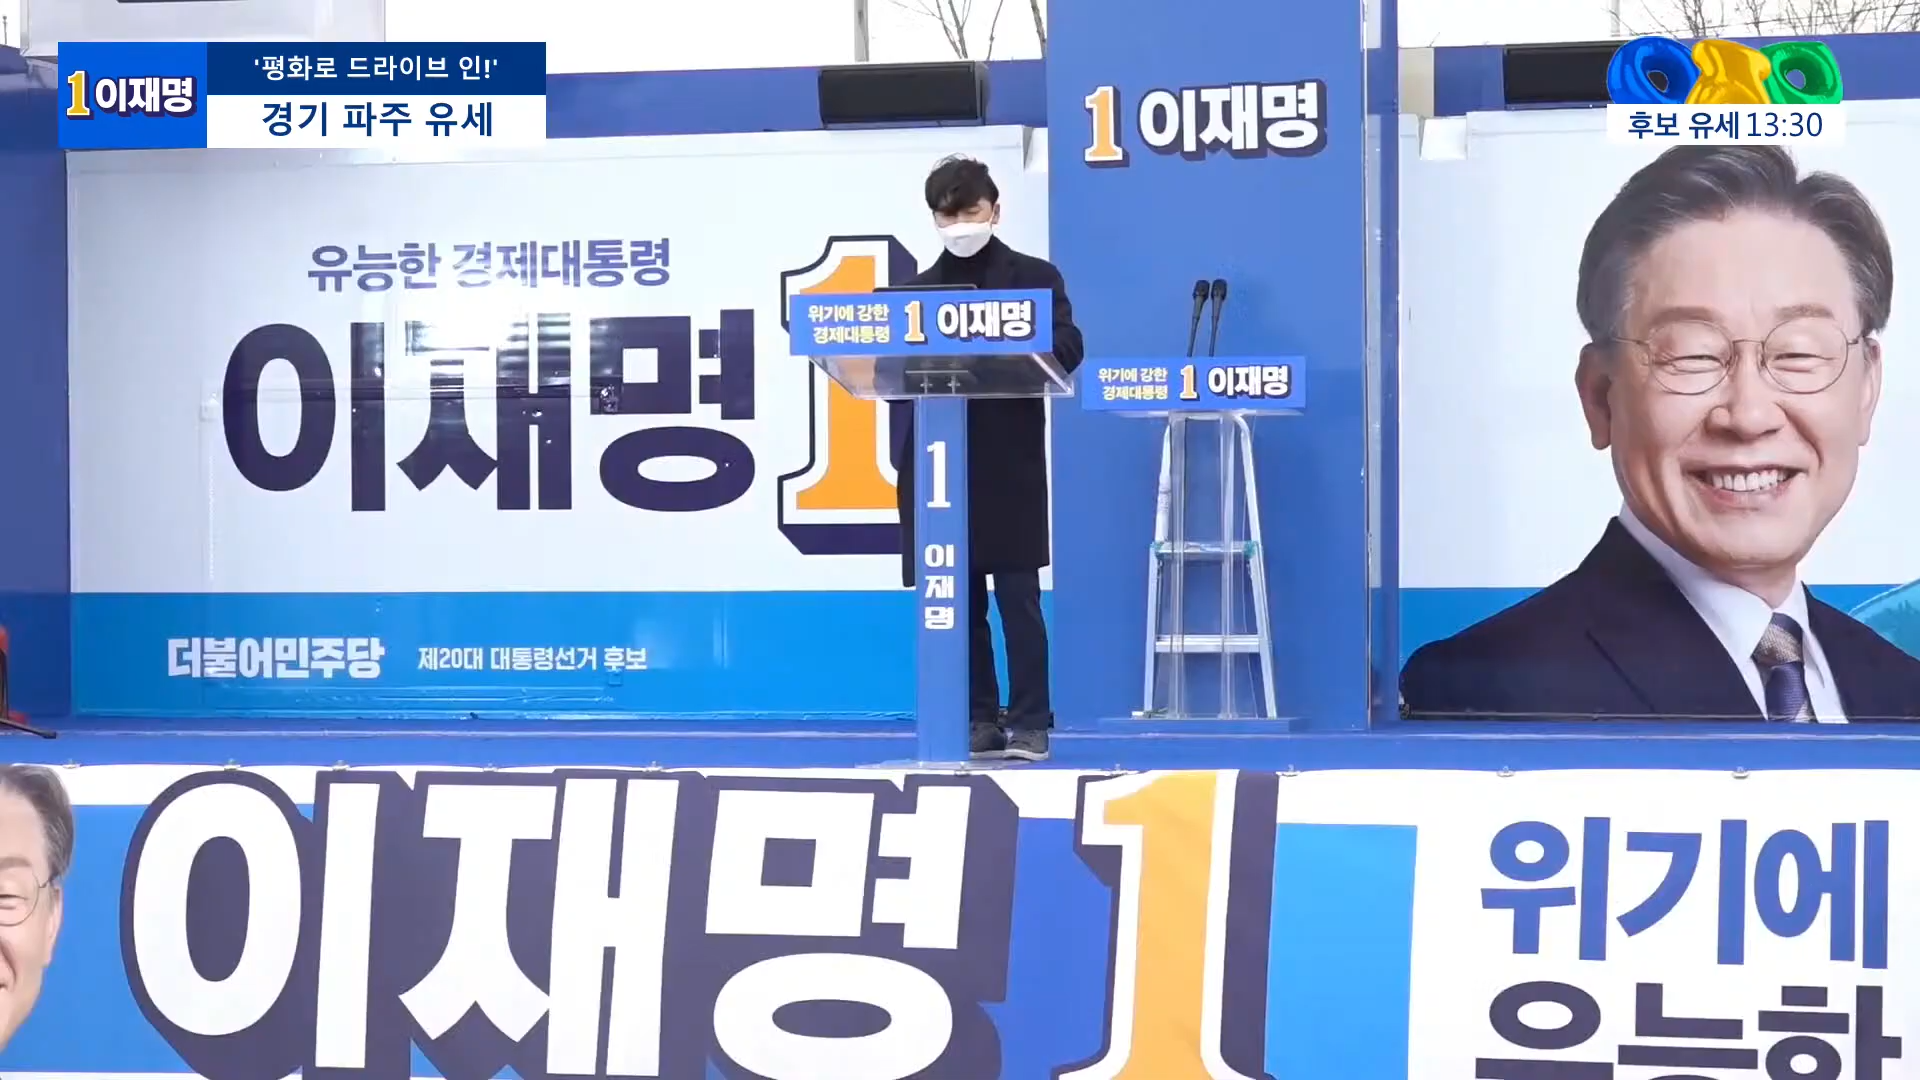 1 이재명
'평화로 드라이브 인!'
경기 파주 유세
후보 유세 13:30
1 이재명
유능한 경제대통령
이재명 1
위기에 강한
경제대통령
1 이재명
위기에 강한
경제대통령
1 이재명
1
이재명
더불어민주당
제20대 대통령선거 후보
이재명 1
위기에
유능한